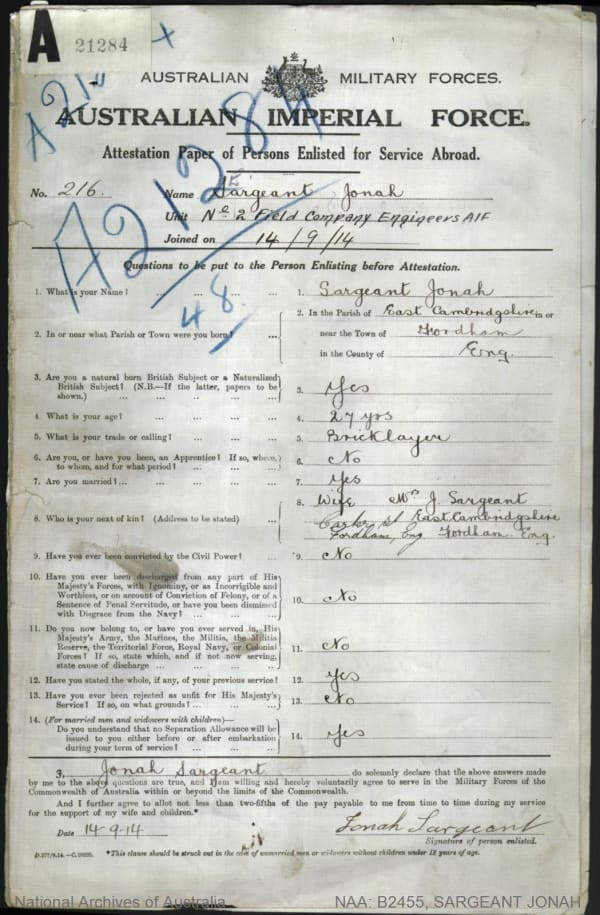 A 21284
A21284
AUSTRALIAN MILITARY FORCES.
AUSTRALIAN IMPERIAL FORCE.
Attestation Paper of Persons Enlisted for Service Abroad.
A21284
48
No. 216. Name Sargeant Jonah
Unit No 2 Field Company Engineers AIF
Joined on 14/9/14
Questions to be put to the Person Enlisting before Attestation.
1. What is your Name? ... ... ... ... 1. Sargeant Jonah
2. In or near what Parish or Town were you born? ... 2. In the Parish of East Cambridgshire in or
near the Town of Fordham
in the County of Eng.
3. Are you a natural born British Subject or a Naturalized
British Subject? (N.B.—If the latter, papers to be
shown.) ... ... ... ... 3. Yes
4. What is your age? ... ... ... ... 4. 27 yrs
5. What is your trade or calling? ... ... ... 5. Bricklayer
6. Are you, or have you been, an Apprentice? If so, where,
to whom, and for what period? ... ... ... 6. No
7. Are you married?... ... ... ... ... 7. Yes
8. Who is your next of kin? (Address to be stated) ... 8. Wife Mrs J. Sargeant
St East Cambridgshire
Fordham, Eng Fordham. Eng.
9. Have you ever been convicted by the Civil Power? ... 9. No
10. Have you ever been discharged from any part of His
Majesty's Forces, with Ignominy, or as Incorrigible and
Worthless, or on account of Conviction of Felony, or of a
Sentence of Penal Servitude, or have you been dismissed
with Disgrace from the Navy? ... ... ... 10. No
11. Do you now belong to, or have you ever served in, His
Majesty's Army, the Marines, the Militia, the Militia
Reserve, the Territorial Force, Royal Navy, or Colonial
Forces? If so, state which, and if not now serving,
state cause of discharge ... ... ... ... 11. No
12. Have you stated the whole, if any, of your previous service? 12. Yes
13. Have you ever been rejected as unfit for His Majesty's
Service? If so, on what grounds? ... ... ... 13. No
14. (For married men and widowers with children)—
Do you understand that no Separation Allowance will be
issued to you either before or after embarkation
during your term of service? ... ... ... 14. Yes
I, Jonah Sargeant do solemnly declare that the above answers made
by me to the above questions are true, and I am willing and hereby voluntarily agree to serve in the Military Forces of the
Commonwealth of Australia within or beyond the limits of the Commonwealth.
And I further agree to allot not less than two-fifths of the pay payable to me from time to time during my service
for the support of my wife and children.*
Date 14-9-14 Jonah Sargeant
Signature of person enlisted.
*This clause should be struck out in the case of unmarried men or widowers without children under 18 years of age.
National Archives of Australia NAA: B2455, SARGEANT JONAH